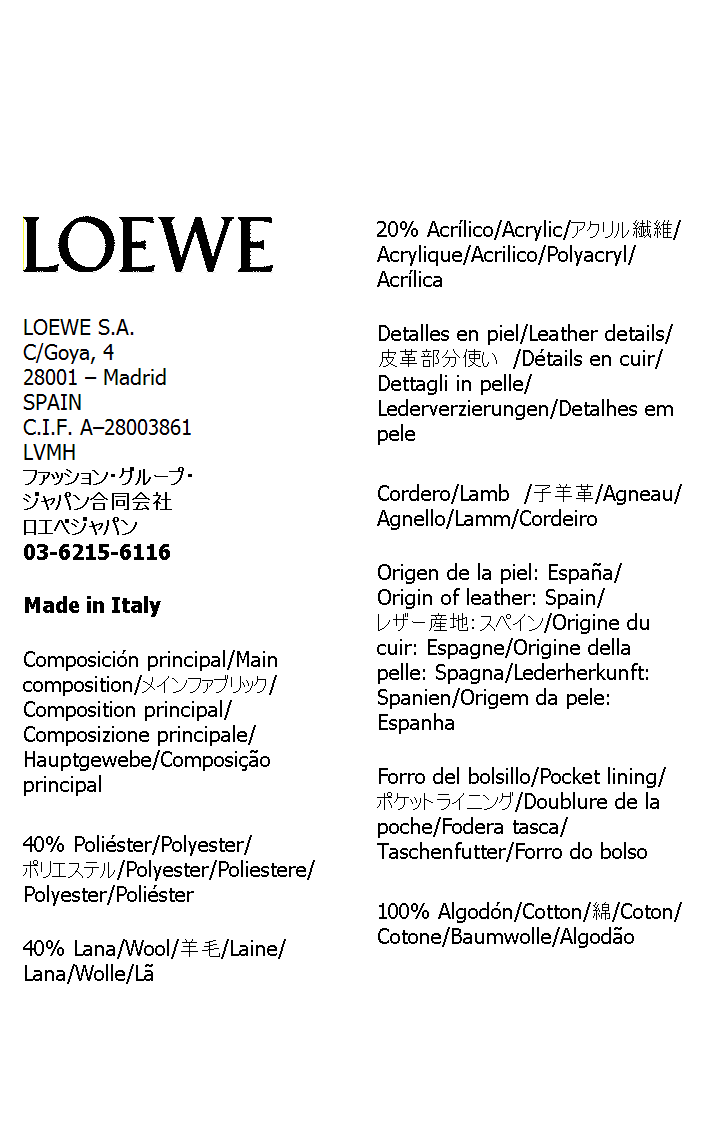 LOEWE
LOEWE S.A.
C/Goya, 4
28001 – Madrid
SPAIN
C.I.F. A–28003861
LVMH
ファッション・グループ・
ジャパン合同会社
ロエベジャパン
03-6215-6116
Made in Italy
Composición principal/Main
composition/メインファブリック/
Composition principal/
Composizione principale/
Hauptgewebe/Composição
principal
40% Poliéster/Polyester/
ポリエステル/Polyester/Poliestere/
Polyester/Poliéster
40% Lana/Wool/羊毛/Laine/
Lana/Wolle/Lã
20% Acrílico/Acrylic/アクリル繊維/
Acrylique/Acrilico/Polyacryl/
Acrílica
Detalles en piel/Leather details/
皮革部分使い /Détails en cuir/
Dettagli in pelle/
Lederverzierungen/Detalhes em
pele
Cordero/Lamb /子羊革/Agneau/
Agnello/Lamm/Cordeiro
Origen de la piel: España/
Origin of leather: Spain/
レザー産地：スペイン/Origine du
cuir: Espagne/Origine della
pelle: Spagna/Lederherkunft:
Spanien/Origem da pele:
Espanha
Forro del bolsillo/Pocket lining/
ポケットライニング/Doublure de la
poche/Fodera tasca/
Taschenfutter/Forro do bolso
100% Algodón/Cotton/綿/Coton/
Cotone/Baumwolle/Algodão